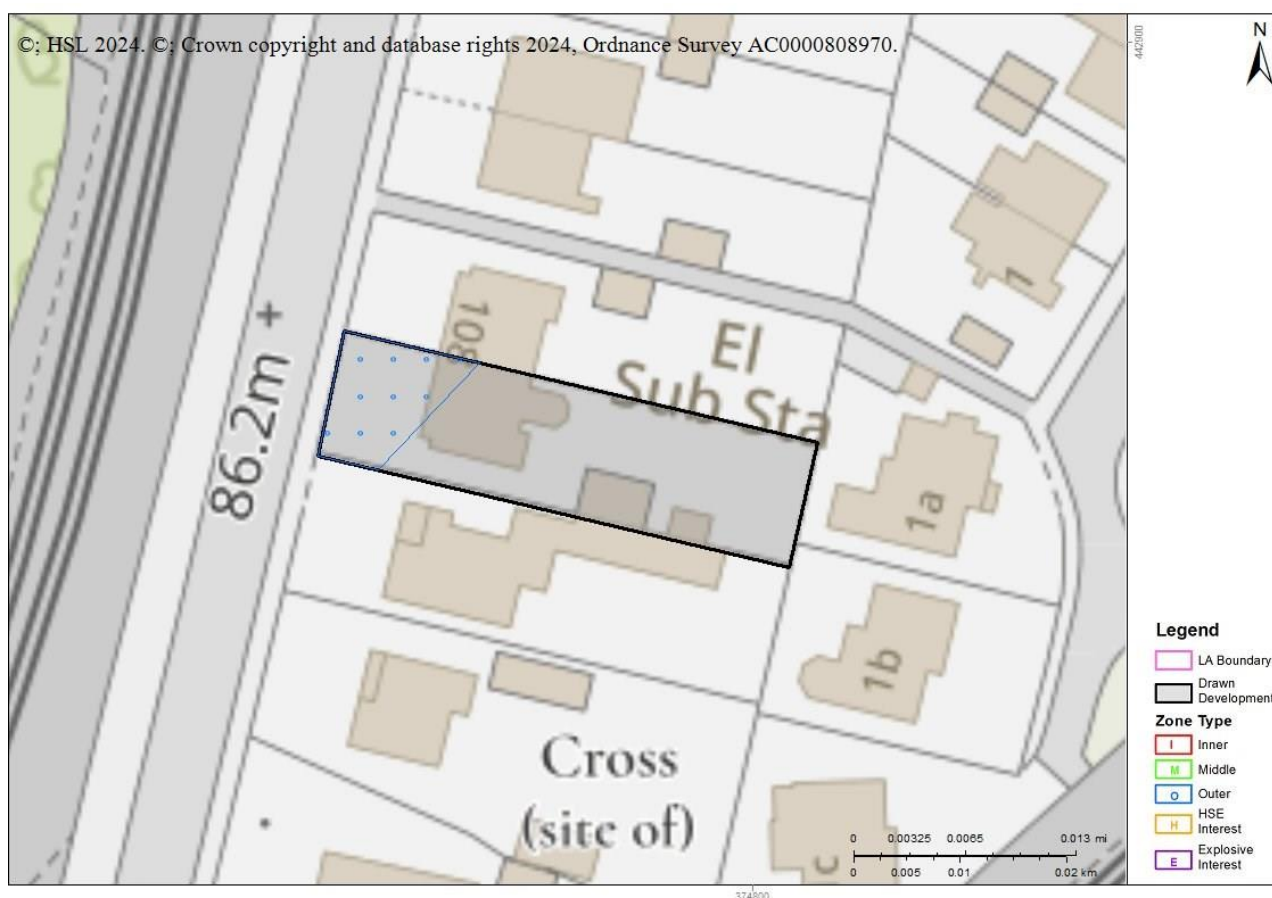 ©; HSL 2024. ©; Crown copyright and database rights 2024, Ordnance Survey AC0000808970.
442900
N
1
108
El
Sub Sta
86.2m +
1a
1b
Cross
(site of)
c
0 0.00325 0.0065 0.013 mi
0 0.005 0.01 0.02 km
374800
Legend
LA Boundary
Drawn
Development
Zone Type
I Inner
M Middle
O Outer
H HSE
Interest
E Explosive
Interest